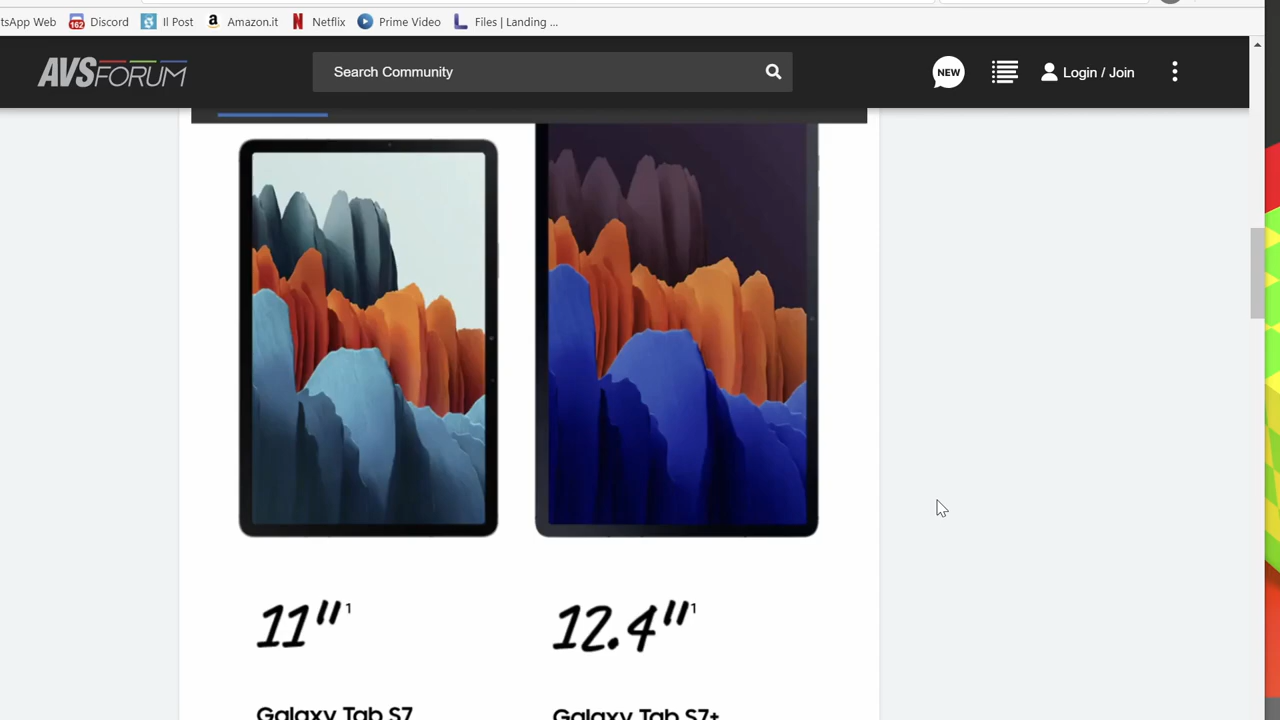 tsApp Web Discord Il Post Amazon.it Netflix Prime Video Files | Landing ...
AVSFORUM Search Community NEW Login / Join
11"1 12.4"1
Galaxy Tab S7 Galaxy Tab S7+